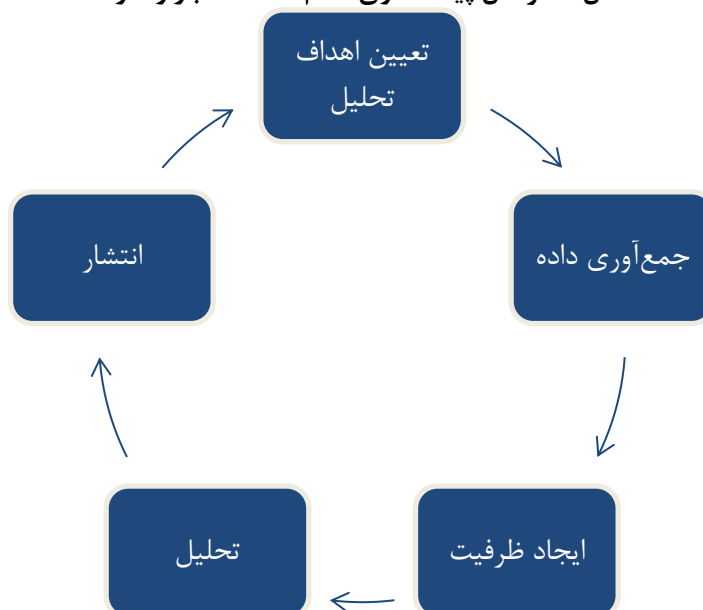 تعیین اهداف
تحلیل
جمع‌آوری داده
ایجاد ظرفیت
تحلیل
انتشار